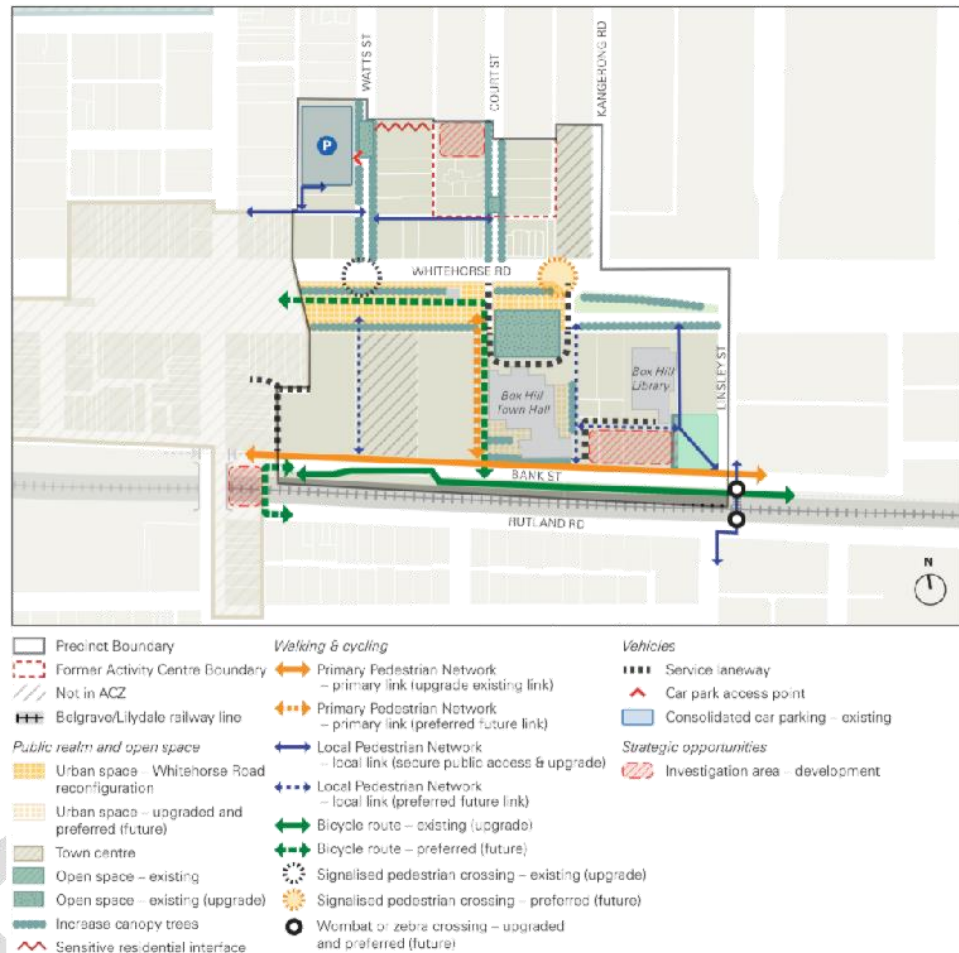 WATTS ST
COURT ST
KANGERONG RD
P
WHITEHORSE RD
Box Hill
Library
LINSLEY ST
Box Hill
Town Hall
BANK ST
RUTLAND RD
N
Precinct Boundary
Former Activity Centre Boundary
Not in ACZ
Belgrave/Lilydale railway line
Public realm and open space
Urban space – Whitehorse Road
reconfiguration
Urban space – upgraded and
preferred (future)
Town centre
Open space – existing
Open space – existing (upgrade)
Increase canopy trees
Sensitive residential interface
Walking & cycling
Primary Pedestrian Network
– primary link (upgrade existing link)
Primary Pedestrian Network
– primary link (preferred future link)
Local Pedestrian Network
– local link (secure public access & upgrade)
Local Pedestrian Network
– local link (preferred future link)
Bicycle route – existing (upgrade)
Bicycle route – preferred (future)
Signalised pedestrian crossing – existing (upgrade)
Signalised pedestrian crossing – preferred (future)
Wombat or zebra crossing – upgraded
and preferred (future)
Vehicles
Service laneway
Car park access point
Consolidated car parking – existing
Strategic opportunities
Investigation area – development